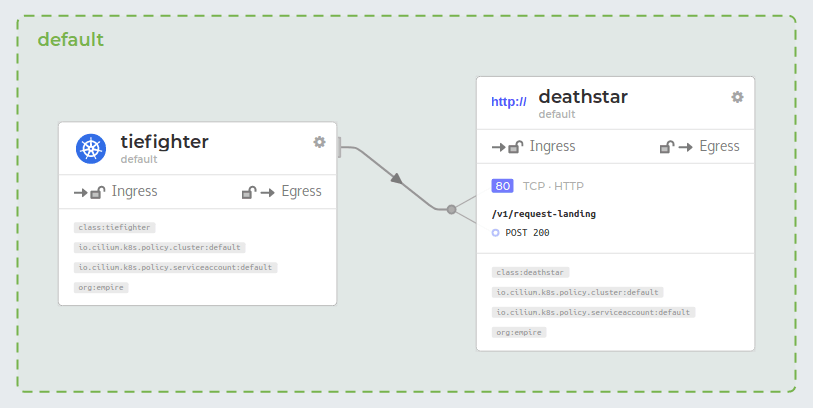 default
tiefighter
default
Ingress
Egress
class:tiefighter
io.cilium.k8s.policy.cluster:default
io.cilium.k8s.policy.serviceaccount:default
org:empire
http://
deathstar
default
Ingress
Egress
80 TCP · HTTP
/v1/request-landing
POST 200
class:deathstar
io.cilium.k8s.policy.cluster:default
io.cilium.k8s.policy.serviceaccount:default
org:empire